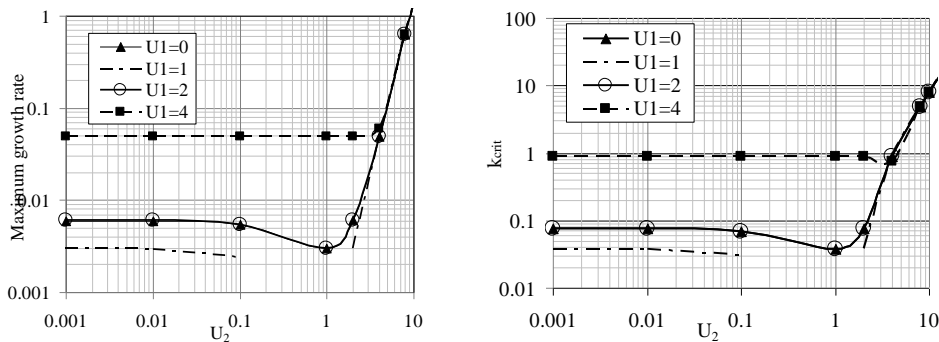 1
0.1
0.01
0.001
Maximum growth rate
U1=0
U1=1
U1=2
U1=4
0.001 0.01 0.1 1 10
U2
100
10
1
0.1
0.01
kcrit
U1=0
U1=1
U1=2
U1=4
0.001 0.01 0.1 1 10
U2